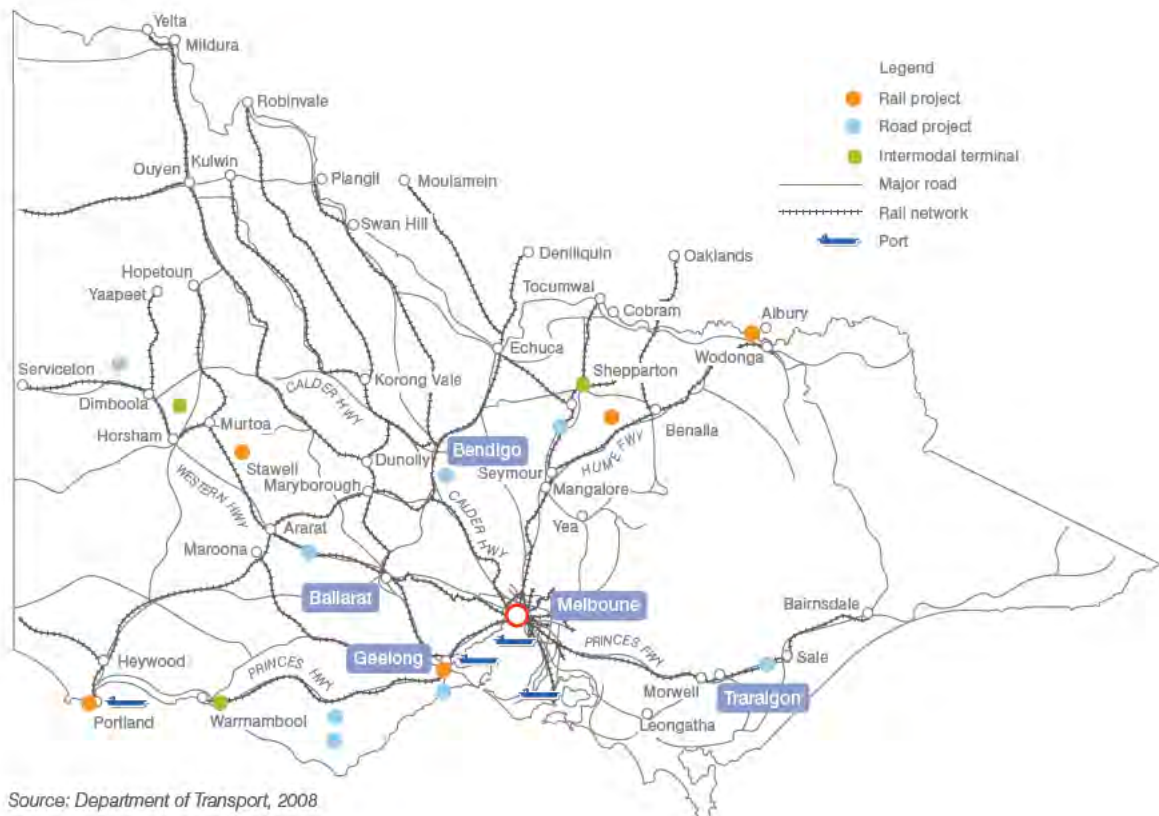 Yelta
Mildura
Legend
Rail project
Robinvale
Road project
Intermodal terminal
Ouyen
Kulwin
Piangil
Moulamein
Major road
Rail network
Swan Hill
Port
Deniliquin
Oaklands
Hopetoun
Tocumwal
Yaapeet
Cobram
Albury
Echuca
Wodonga
Serviceton
Korong Vale
Shepparton
CALDER HWY
Dimboola
Murtoa
Benalla
Horsham
Bendigo
HUME FWY
Stawell
Dunolly
Seymour
WESTERN HWY
Maryborough
Mangalore
CALDER HWY
Yea
Ararat
Maroona
Ballarat
Melboune
Bairnsdale
PRINCES FWY
Geelong
Heywood
PRINCES HWY
Sale
Morwell
Traralgon
Portland
Warrnambool
Leongatha
Source: Department of Transport, 2008